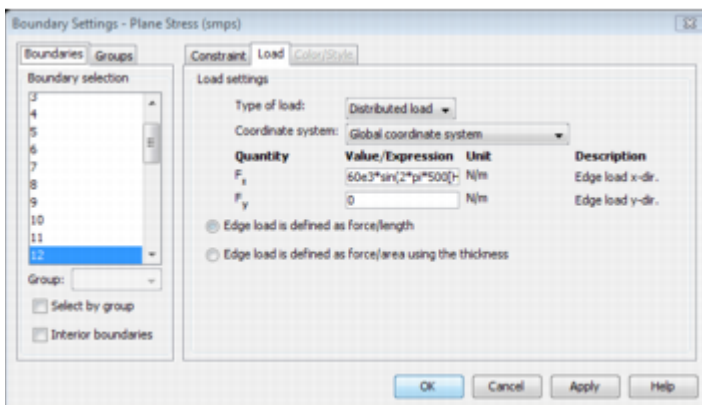 Boundary Settings - Plane Stress (smps)
Boundaries Groups
Constraint Load Color/Style
Boundary selection
3
4
5
6
7
8
9
10
11
12
Group:
Select by group
Interior boundaries
Load settings
Type of load: Distributed load
Coordinate system: Global coordinate system
Quantity Value/Expression Unit Description
Fx 60e3*sin(2*pi*500[H N/m Edge load x-dir.
Fy 0 N/m Edge load y-dir.
Edge load is defined as force/length
Edge load is defined as force/area using the thickness
OK Cancel Apply Help